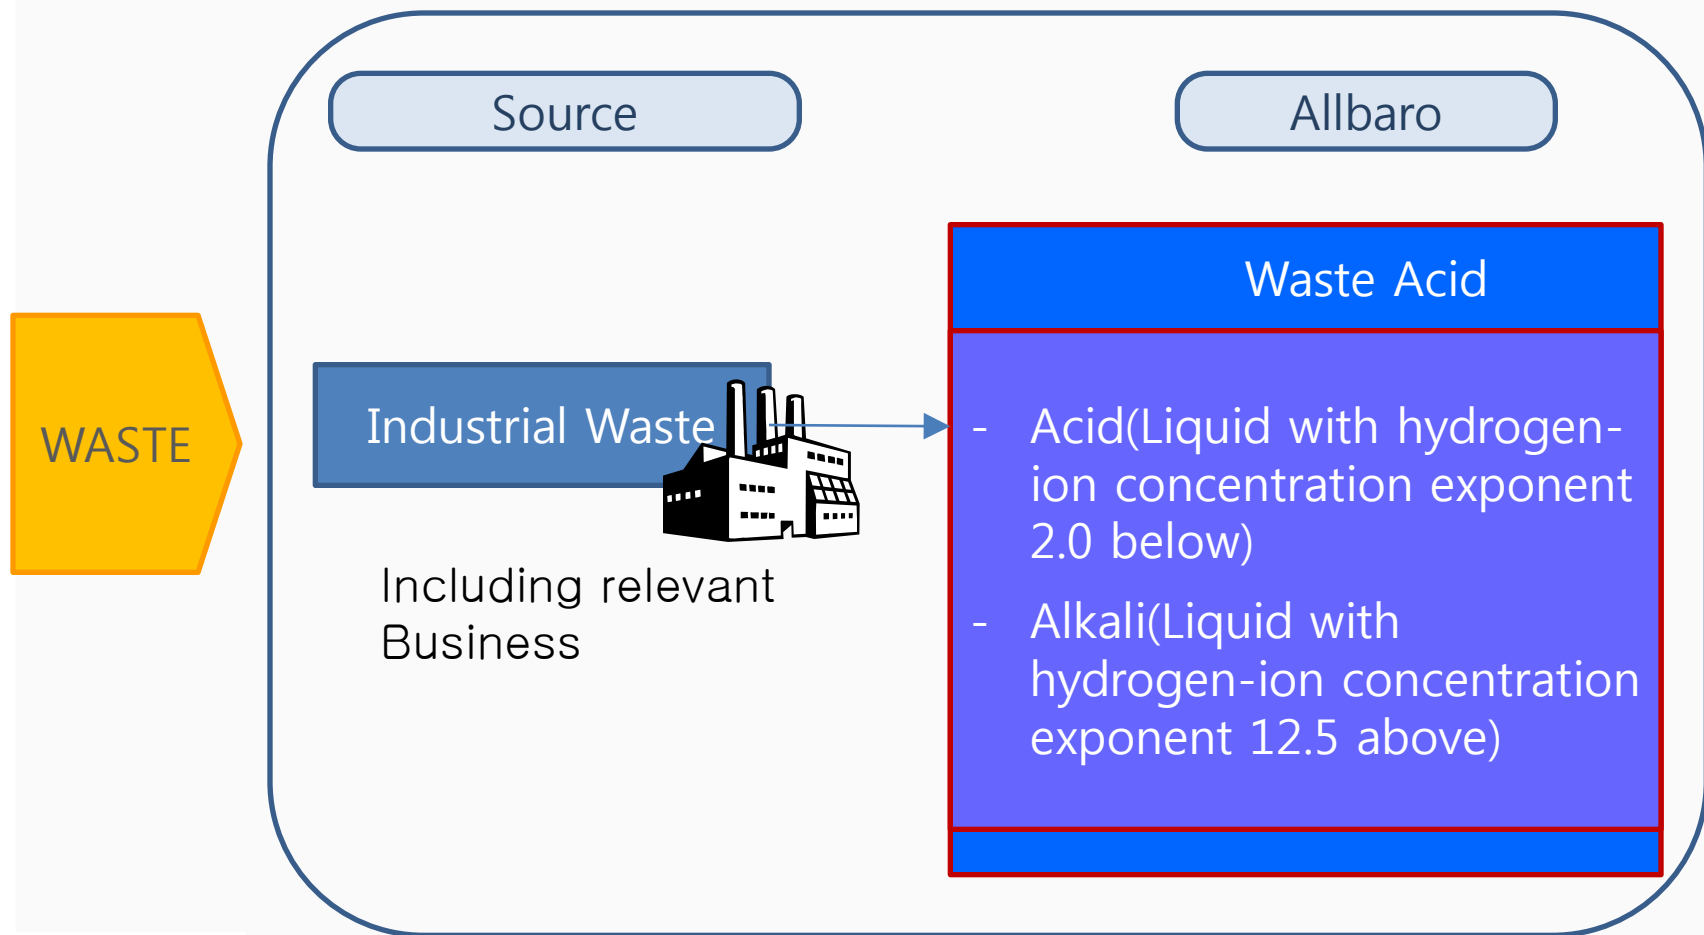 Source
Allbaro
WASTE
Industrial Waste
Including relevant
Business
Waste Acid
- Acid(Liquid with hydrogen-
ion concentration exponent
2.0 below)
- Alkali(Liquid with
hydrogen-ion concentration
exponent 12.5 above)